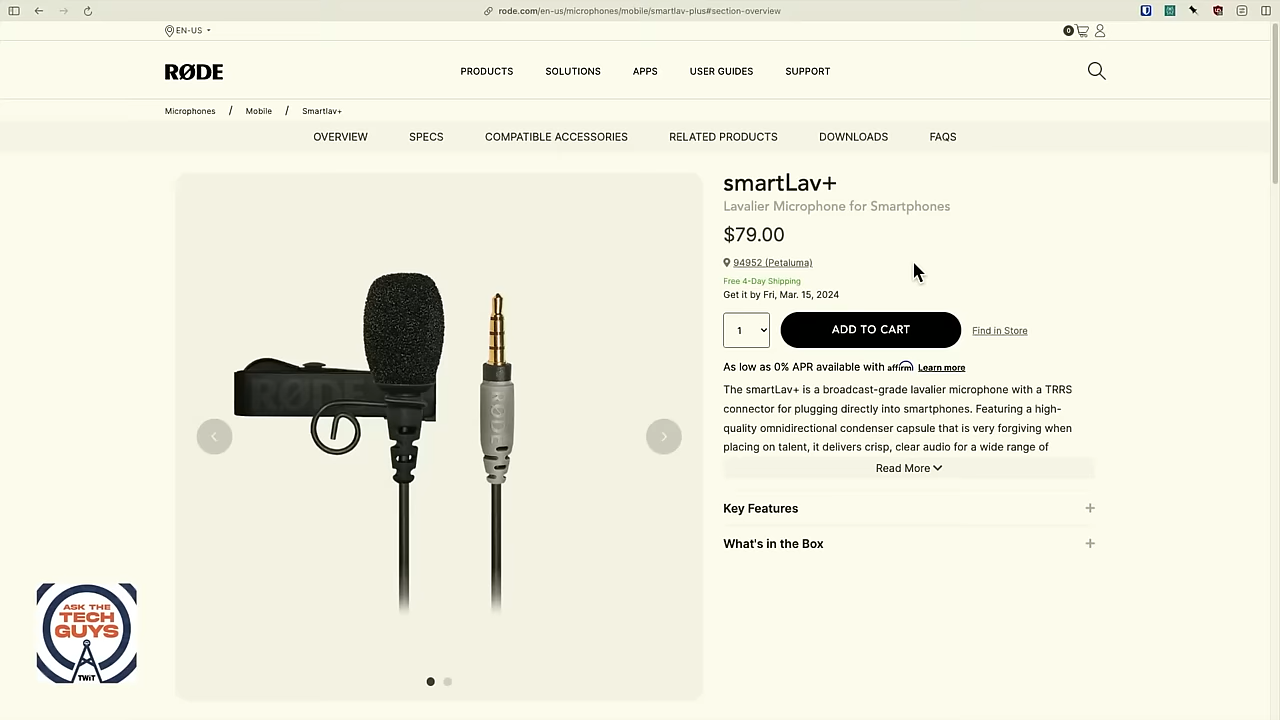 rode.com/en-us/microphones/mobile/smartlav-plus#section-overview
EN-US
0
RØDE
PRODUCTS
SOLUTIONS
APPS
USER GUIDES
SUPPORT
Microphones / Mobile / Smartlav+
OVERVIEW
SPECS
COMPATIBLE ACCESSORIES
RELATED PRODUCTS
DOWNLOADS
FAQS
RØDE
RØDE
smartLav+
Lavalier Microphone for Smartphones
$79.00
94952 (Petaluma)
Free 4-Day Shipping
Get it by Fri, Mar. 15, 2024
1
ADD TO CART
Find in Store
As low as 0% APR available with affirm Learn more
The smartLav+ is a broadcast-grade lavalier microphone with a TRRS
connector for plugging directly into smartphones. Featuring a high-
quality omnidirectional condenser capsule that is very forgiving when
placing on talent, it delivers crisp, clear audio for a wide range of
Read More
Key Features +
What's in the Box +
ASK THE
TECH
GUYS
TWiT